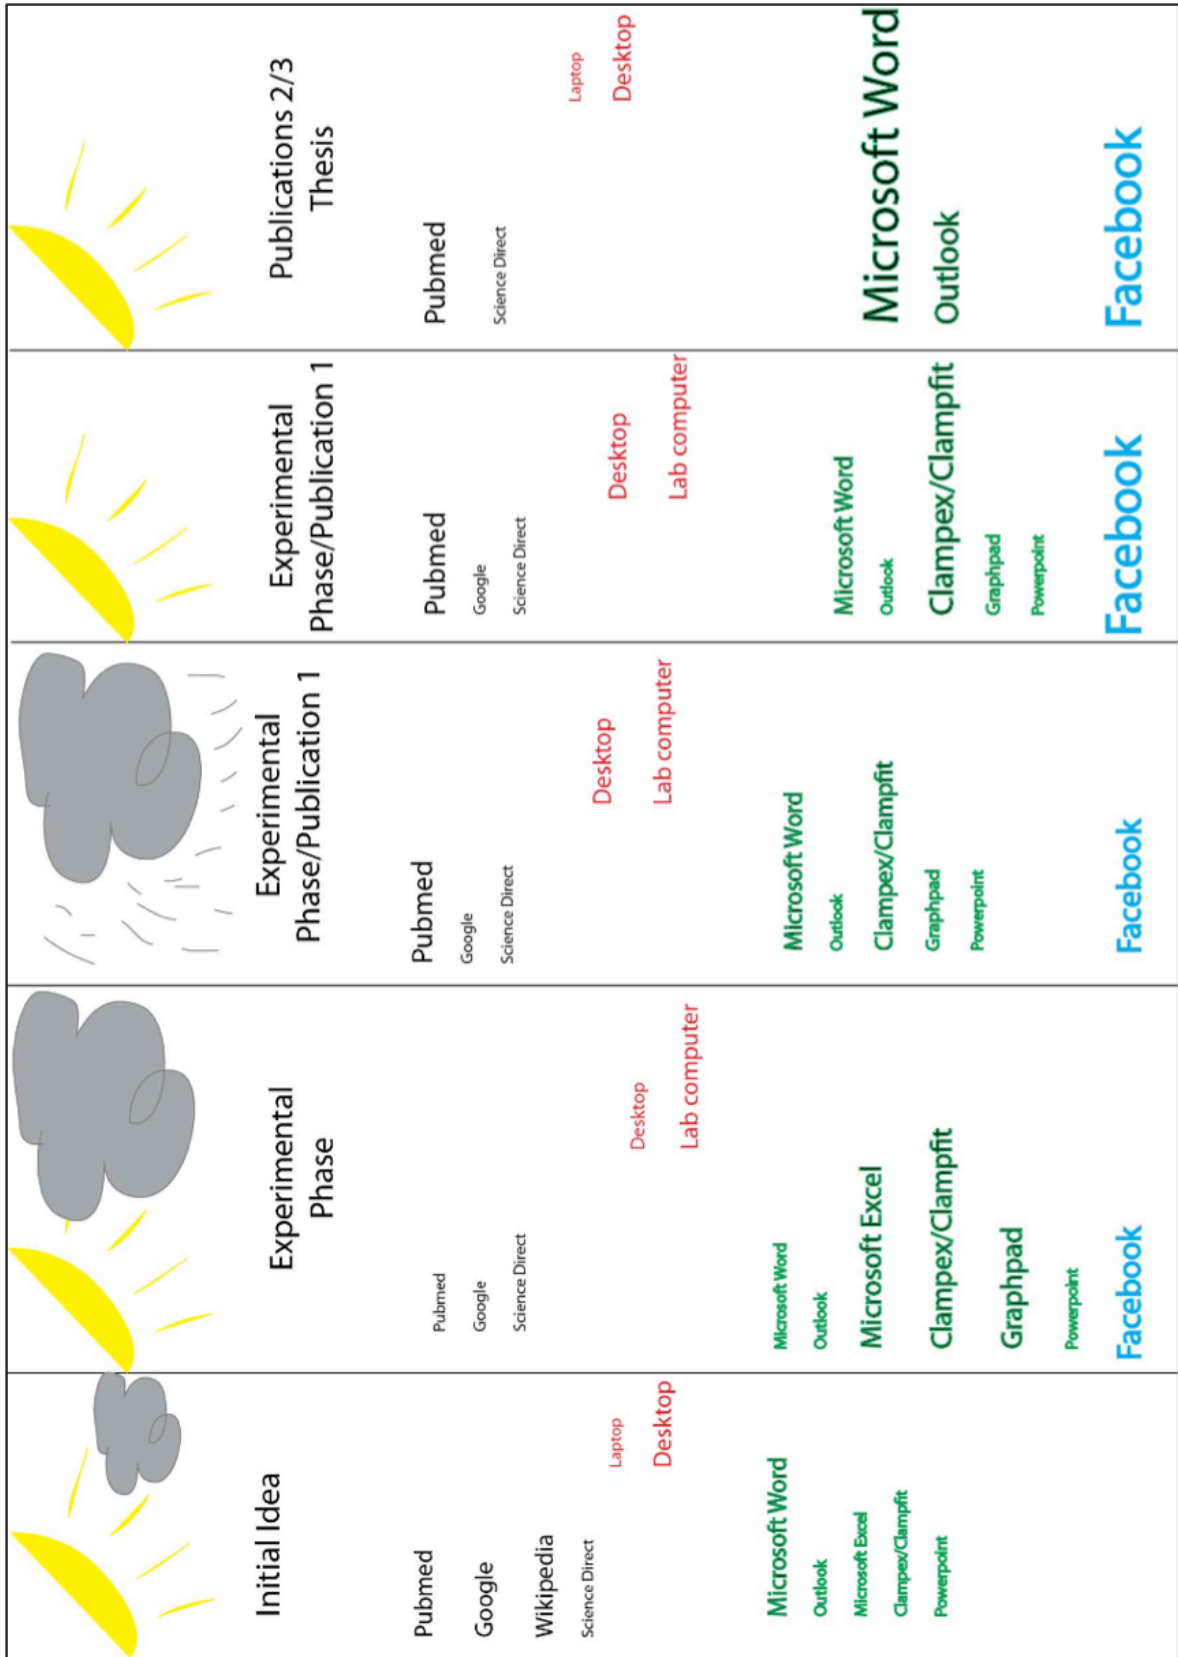 Initial Idea
Pubmed
Google
Wikipedia
Science Direct
Laptop
Desktop
Microsoft Word
Outlook
Microsoft Excel
Clampex/Clampfit
Powerpoint
Experimental
Phase
Pubmed
Google
Science Direct
Desktop
Lab computer
Microsoft Word
Outlook
Microsoft Excel
Clampex/Clampfit
Graphpad
Powerpoint
Facebook
Experimental
Phase/Publication 1
Pubmed
Google
Science Direct
Desktop
Lab computer
Microsoft Word
Outlook
Clampex/Clampfit
Graphpad
Powerpoint
Facebook
Experimental
Phase/Publication 1
Pubmed
Google
Science Direct
Desktop
Lab computer
Microsoft Word
Outlook
Clampex/Clampfit
Graphpad
Powerpoint
Facebook
Publications 2/3
Thesis
Pubmed
Science Direct
Laptop
Desktop
Microsoft Word
Outlook
Facebook